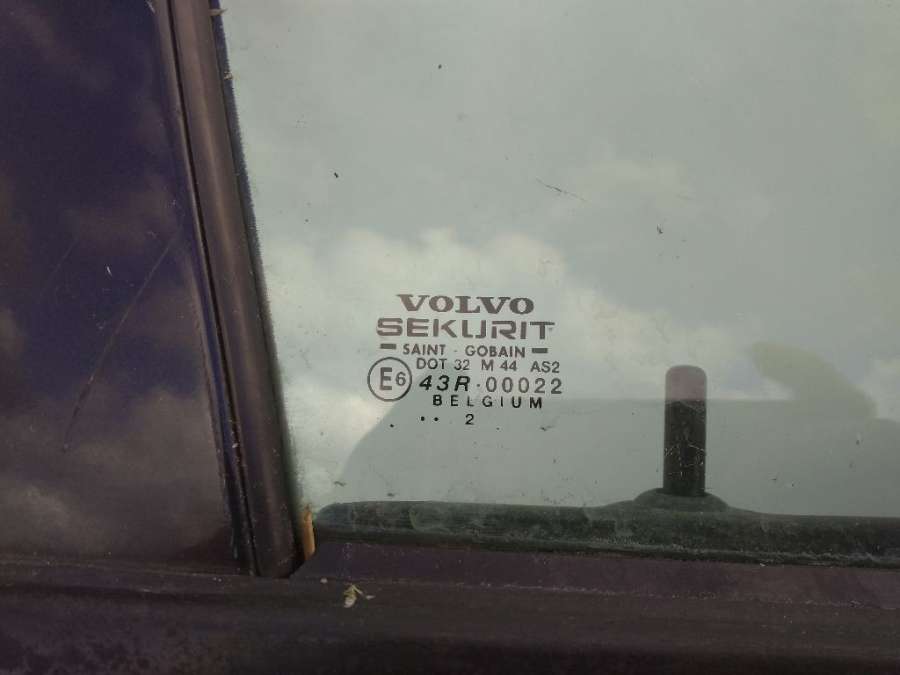 VOLVO
SEKURIT
SAINT - GOBAIN
DOT 32 M 44 AS2
E6 43R-00022
BELGIUM
.. 2